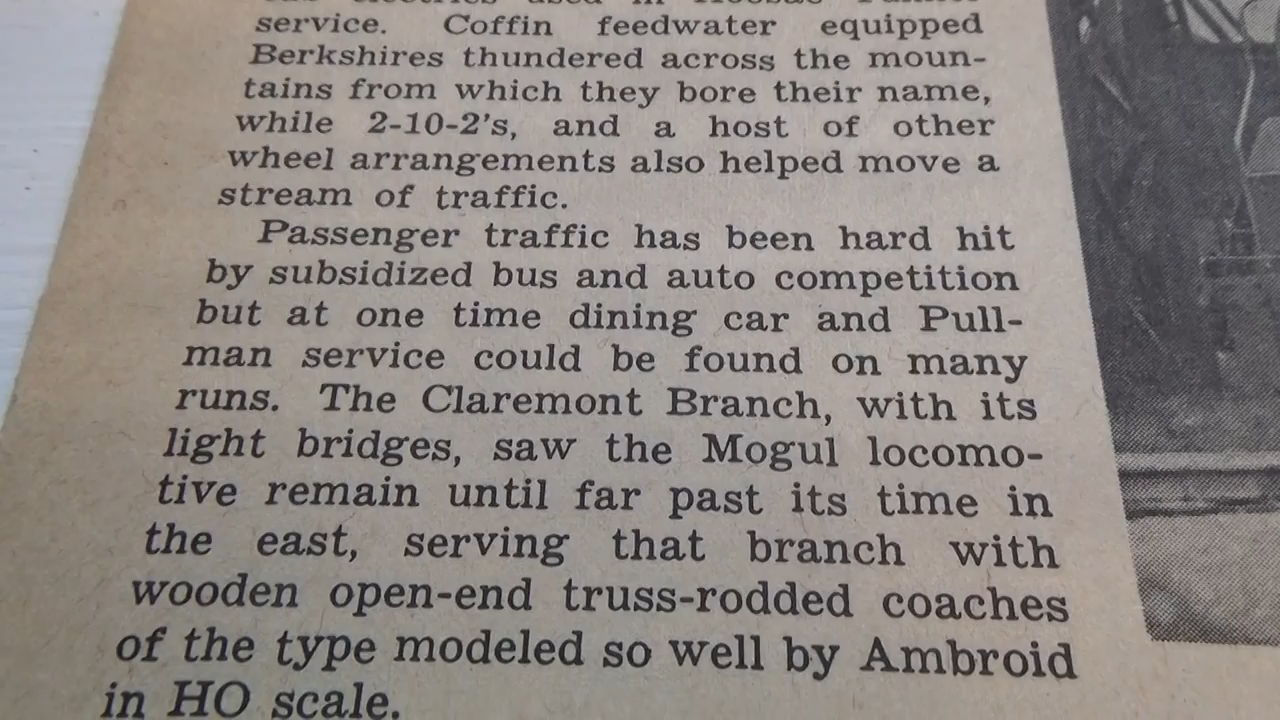 service. Coffin feedwater equipped
Berkshires thundered across the moun-
tains from which they bore their name,
while 2-10-2's, and a host of other
wheel arrangements also helped move a
stream of traffic.
Passenger traffic has been hard hit
by subsidized bus and auto competition
but at one time dining car and Pull-
man service could be found on many
runs. The Claremont Branch, with its
light bridges, saw the Mogul locomo-
tive remain until far past its time in
the east, serving that branch with
wooden open-end truss-rodded coaches
of the type modeled so well by Ambroid
in HO scale.